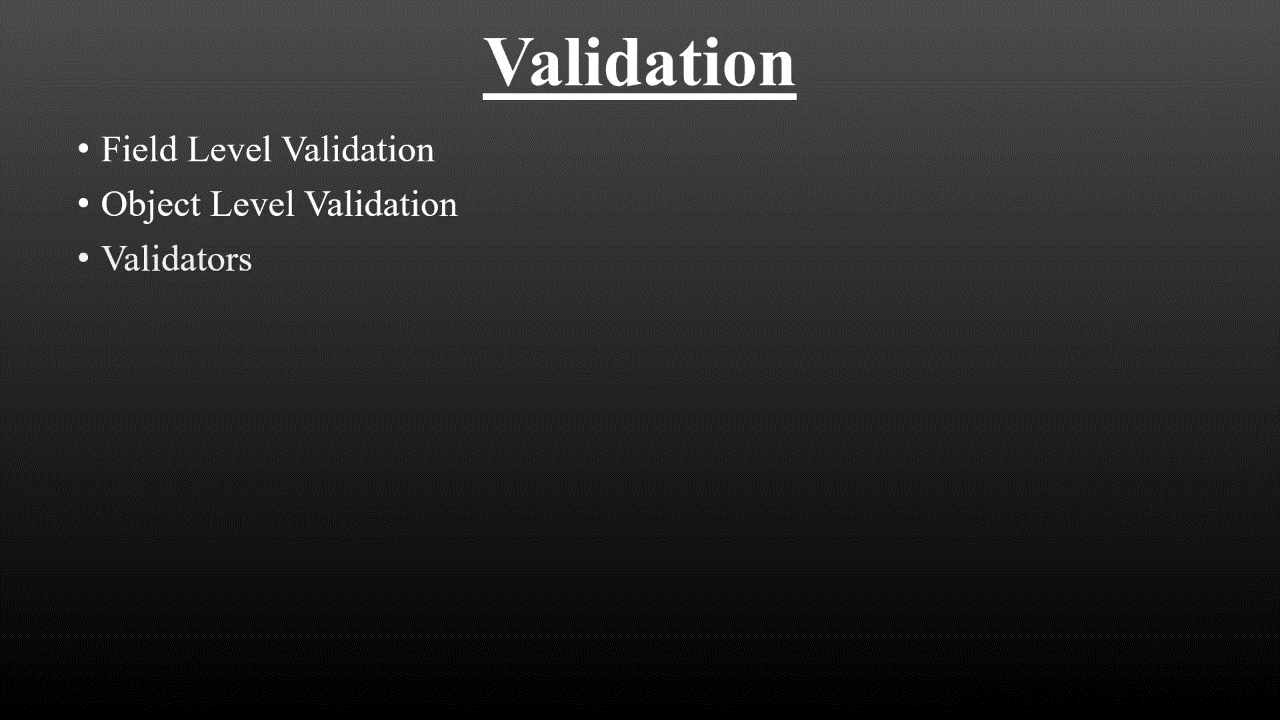 Validation
• Field Level Validation
• Object Level Validation
• Validators